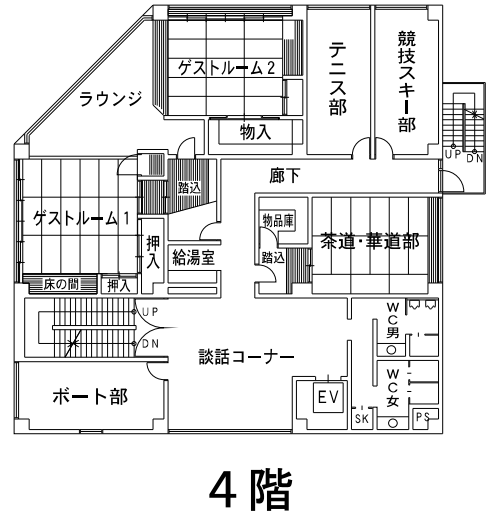 ラウンジ
ゲストルーム2
物入
テニス部
競技スキー部
UP
DN
廊下
踏込
ゲストルーム1
押入
給湯室
物品庫
踏込
茶道・華道部
床の間
押入
UP
DN
談話コーナー
WC男
WC女
ボート部
EV
SK
PS
4階